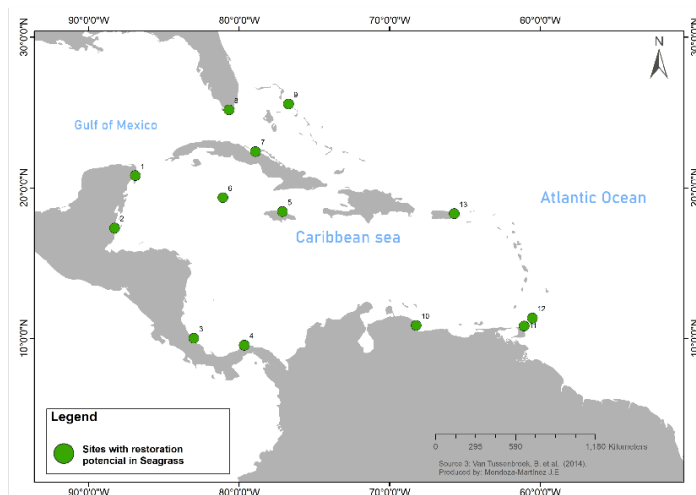 90°0'0"W 80°0'0"W 70°0'0"W 60°0'0"W
30°0'0"N
30°0'0"N
N
9
8
Gulf of Mexico
7
1
20°0'0"N
20°0'0"N
6
Atlantic Ocean
5
13
2
Caribbean sea
12
10
11
3
4
10°0'0"N
10°0'0"N
Legend
Sites with restoration
potencial in Seagrass
0 295 590 1,180 Kilometers
Source 3: Van Tussenbroek, B. et al. (2014).
Produced by: Mendoza-Martínez J.E
90°0'0"W 80°0'0"W 70°0'0"W 60°0'0"W